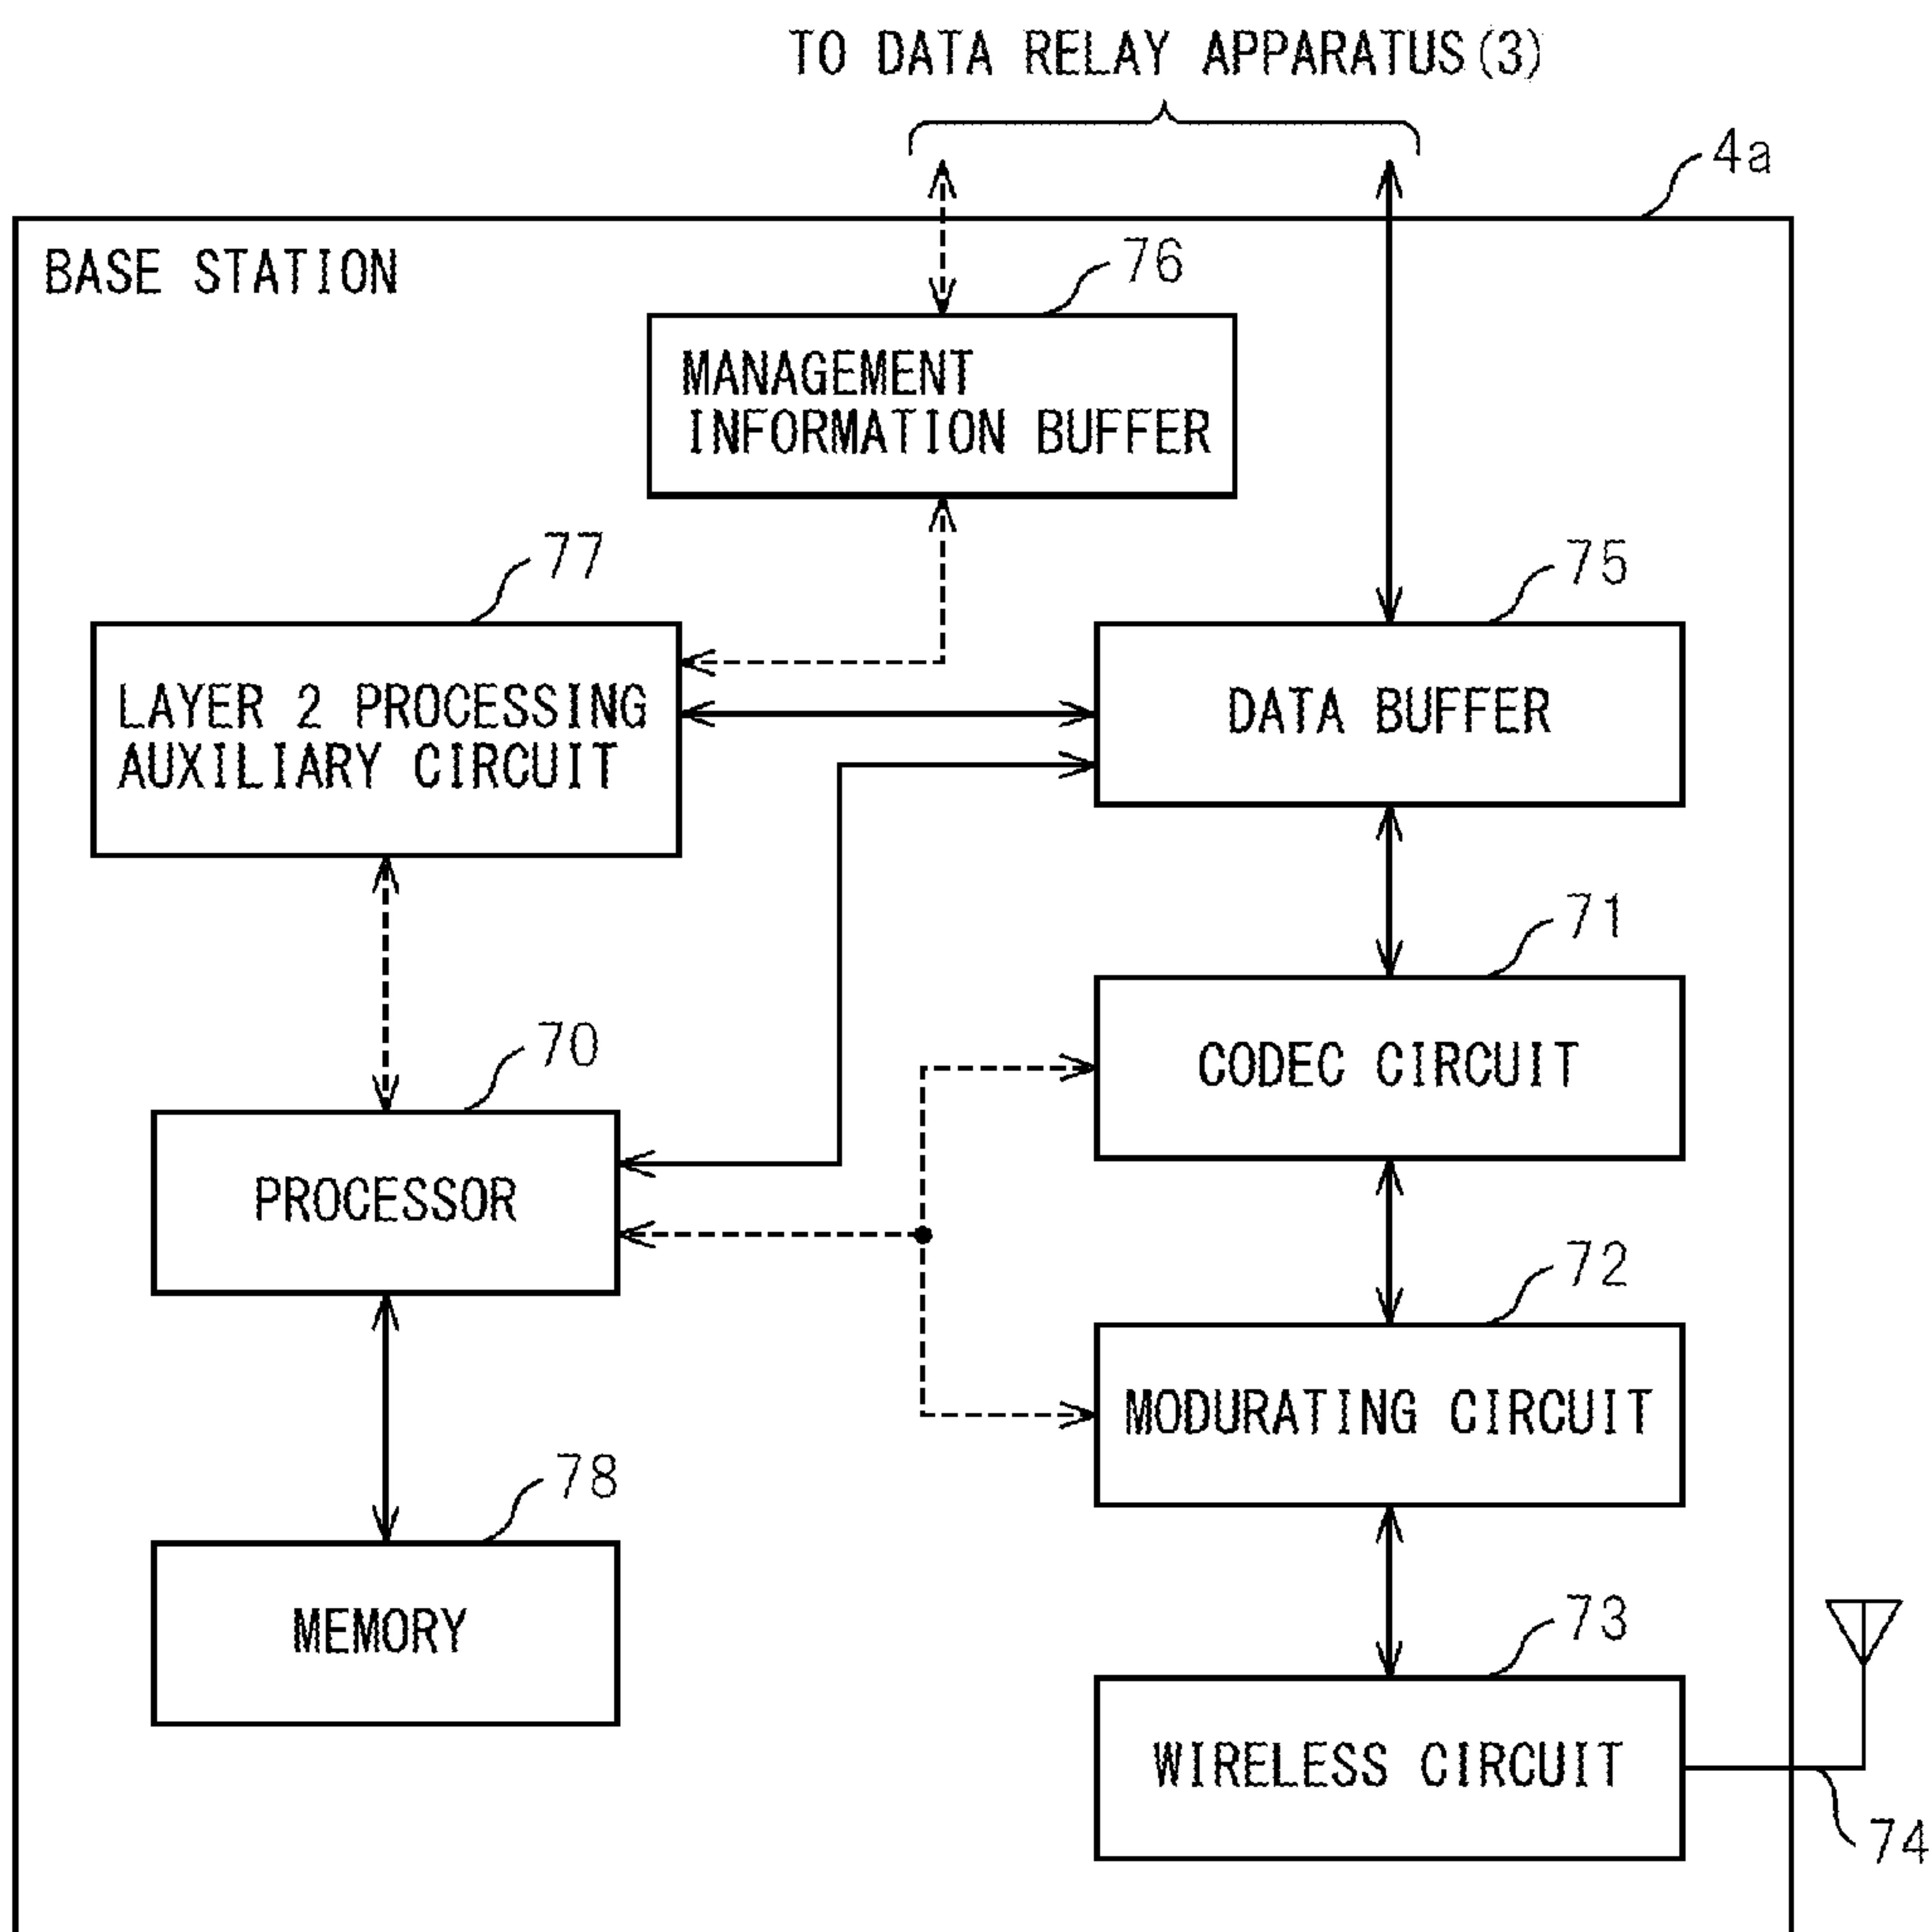 TO DATA RELAY APPARATUS(3)
4a
BASE STATION
76
MANAGEMENT
INFORMATION BUFFER
77
75
LAYER 2 PROCESSING
AUXILIARY CIRCUIT
DATA BUFFER
71
70
CODEC CIRCUIT
PROCESSOR
72
MODURATING CIRCUIT
78
73
MEMORY
WIRELESS CIRCUIT
74